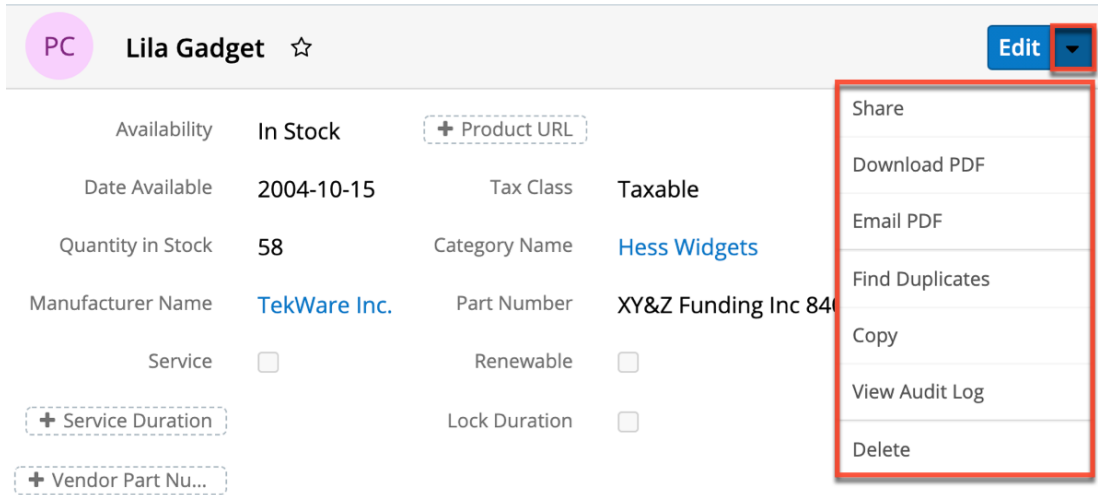 PC
Lila Gadget
Edit
Availability In Stock + Product URL
Date Available 2004-10-15 Tax Class Taxable
Quantity in Stock 58 Category Name Hess Widgets
Manufacturer Name TekWare Inc. Part Number XY&Z Funding Inc 840
Service Renewable
+ Service Duration Lock Duration
+ Vendor Part Nu...
Share
Download PDF
Email PDF
Find Duplicates
Copy
View Audit Log
Delete